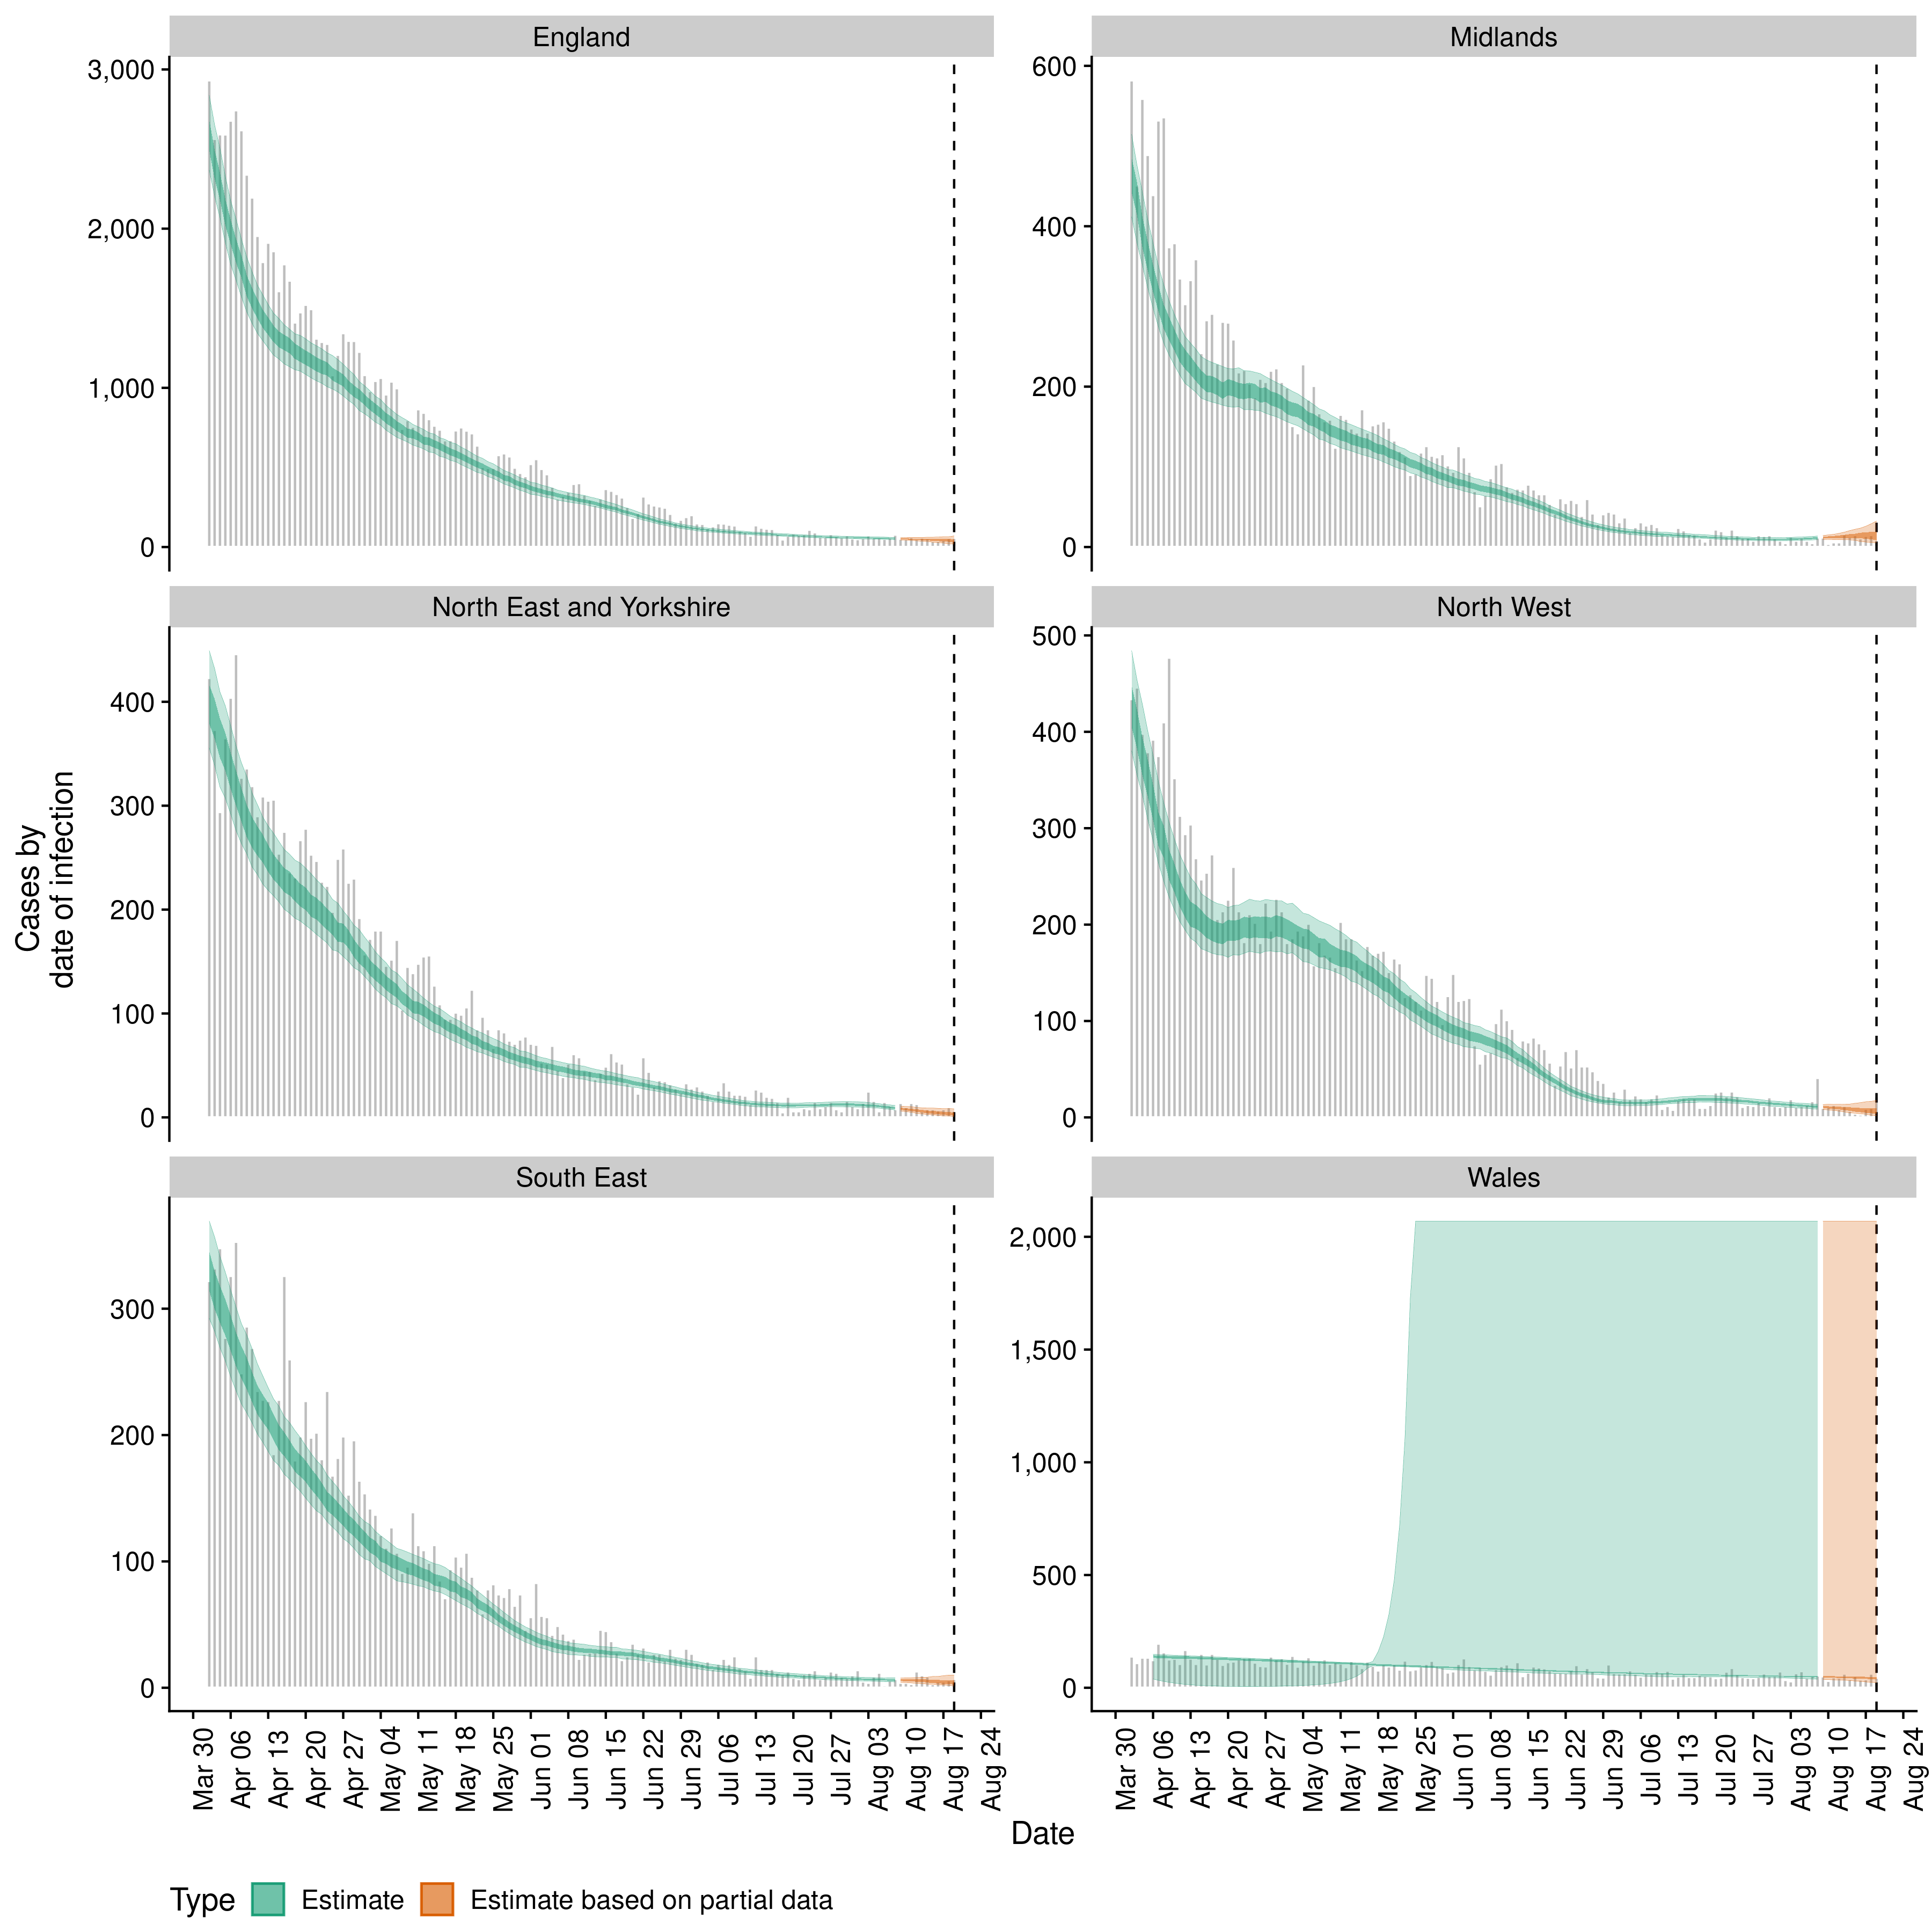 England
Midlands
3,000
2,000
1,000
0
600
400
200
0
North East and Yorkshire
North West
400
300
200
100
0
500
400
300
200
100
0
South East
Wales
300
200
100
0
2,000
1,500
1,000
500
0
Cases by
date of infection
Mar 30
Apr 06
Apr 13
Apr 20
Apr 27
May 04
May 11
May 18
May 25
Jun 01
Jun 08
Jun 15
Jun 22
Jun 29
Jul 06
Jul 13
Jul 20
Jul 27
Aug 03
Aug 10
Aug 17
Aug 24
Mar 30
Apr 06
Apr 13
Apr 20
Apr 27
May 04
May 11
May 18
May 25
Jun 01
Jun 08
Jun 15
Jun 22
Jun 29
Jul 06
Jul 13
Jul 20
Jul 27
Aug 03
Aug 10
Aug 17
Aug 24
Date
Type Estimate Estimate based on partial data